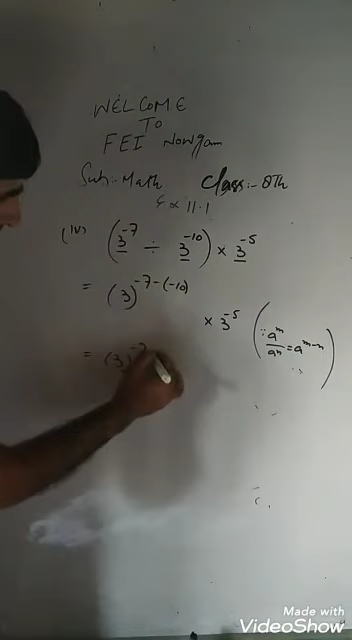 WELCOME
TO
FEI Nowgam
Sub:- Math Class:- 8th
Ex 11.1
(iv) (3^-7 ÷ 3^-10) × 3^-5
= (3)^-7-(-10) × 3^-5 (∵ a^m/a^n = a^m-n)
= (3)^-7
Made with
VideoShow